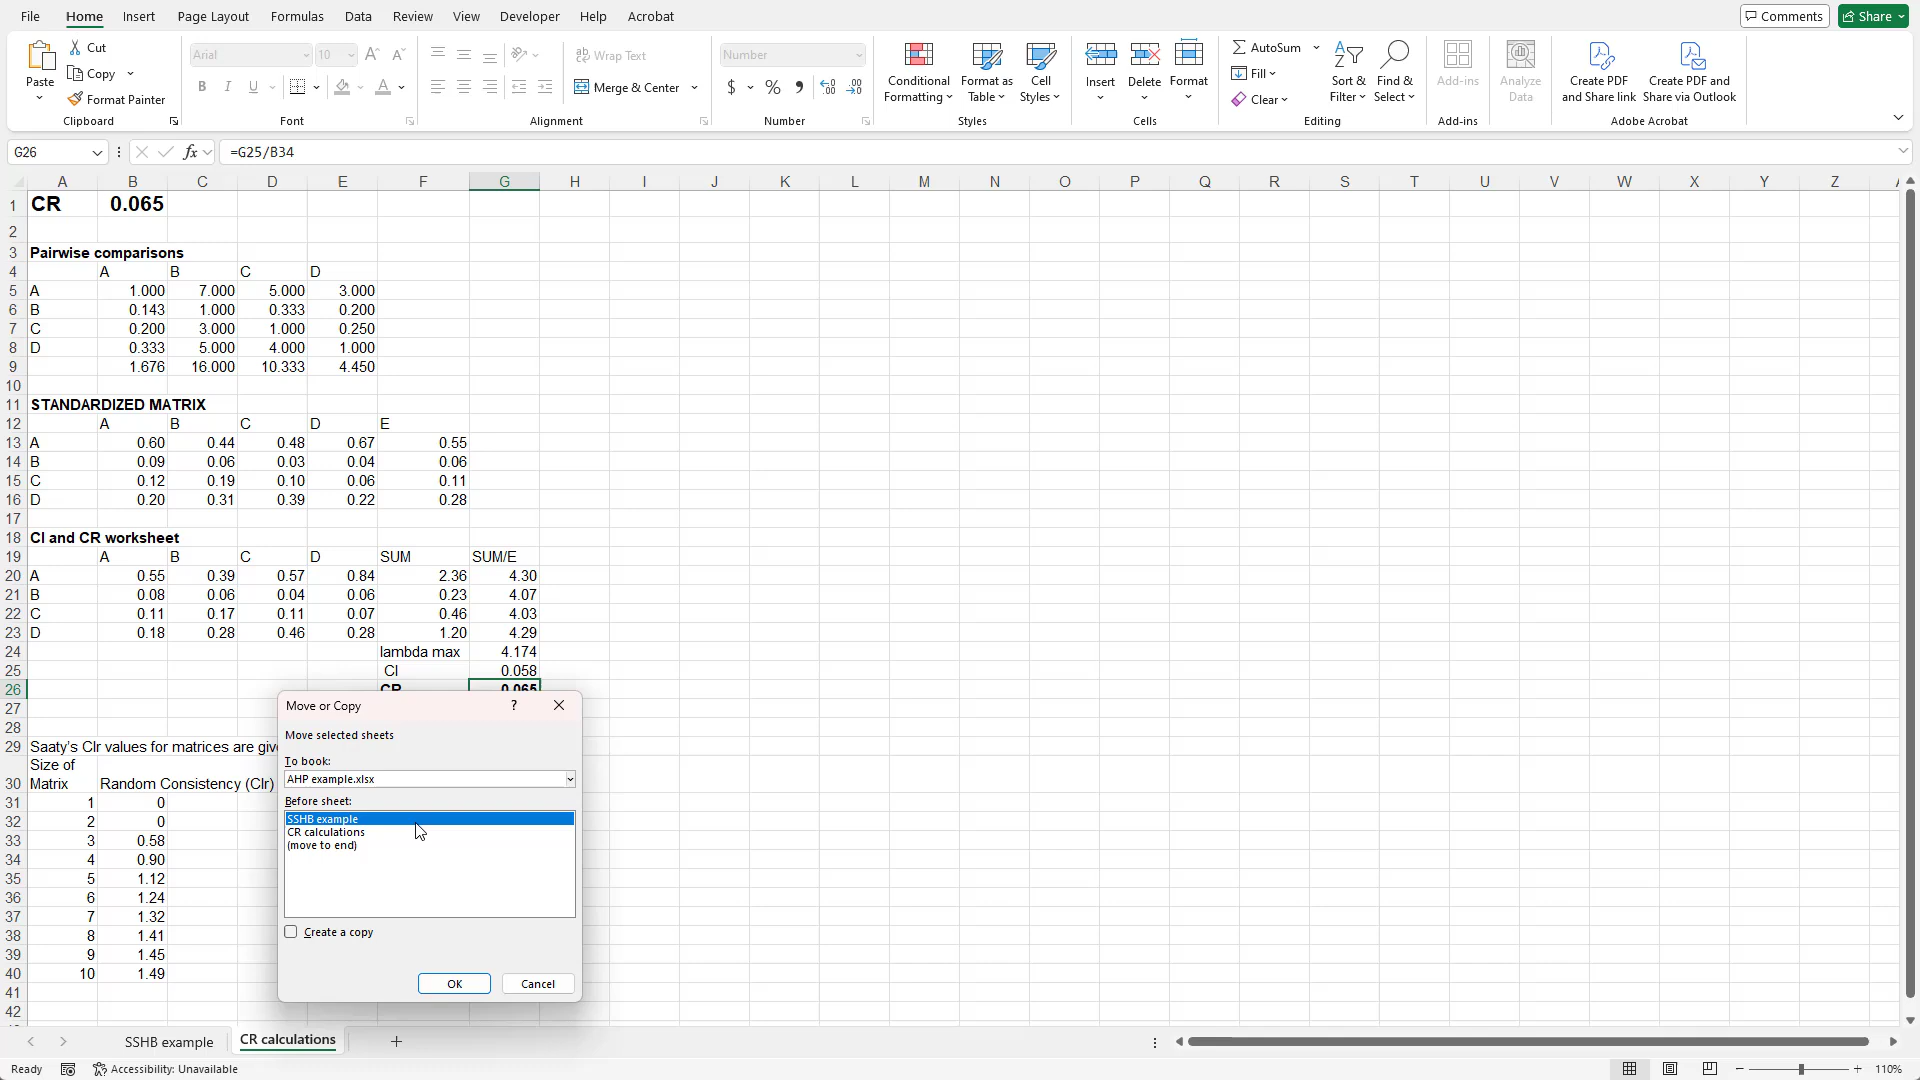 File Home Insert Page Layout Formulas Data Review View Developer Help Acrobat Comments Share
Paste Cut Copy Format Painter Clipboard
Arial 10 A A B I U A Font
Wrap Text Merge & Center Alignment
Number $ % 9 .00 .00 Number
Conditional Formatting Format as Table Cell Styles Styles
Insert Delete Format Cells
AutoSum Fill Clear Sort & Filter Find & Select Editing
Add-ins Add-ins
Analyze Data
Create PDF and Share link Create PDF and Share via Outlook Adobe Acrobat
G26 fx =G25/B34
A B C D E F G H I J K L M N O P Q R S T U V W X Y Z
1 CR 0.065
2
3 Pairwise comparisons
4 A B C D
5 A 1.000 7.000 5.000 3.000
6 B 0.143 1.000 0.333 0.200
7 C 0.200 3.000 1.000 0.250
8 D 0.333 5.000 4.000 1.000
9 1.676 16.000 10.333 4.450
10
11 STANDARDIZED MATRIX
12 A B C D E
13 A 0.60 0.44 0.48 0.67 0.55
14 B 0.09 0.06 0.03 0.04 0.06
15 C 0.12 0.19 0.10 0.06 0.11
16 D 0.20 0.31 0.39 0.22 0.28
17
18 CI and CR worksheet
19 A B C D SUM SUM/E
20 A 0.55 0.39 0.57 0.84 2.36 4.30
21 B 0.08 0.06 0.04 0.06 0.23 4.07
22 C 0.11 0.17 0.11 0.07 0.46 4.03
23 D 0.18 0.28 0.46 0.28 1.20 4.29
24 lambda max 4.174
25 CI 0.058
26 CR 0.065
27
28
29 Saaty's CIr values for matrices are
Size of
30 Matrix Random Consistency (CIr)
31 1 0
32 2 0
33 3 0.58
34 4 0.90
35 5 1.12
36 6 1.24
37 7 1.32
38 8 1.41
39 9 1.45
40 10 1.49
41
42
Move or Copy ?
Move selected sheets
To book:
AHP example.xlsx
Before sheet:
SSHB example
CR calculations
(move to end)
Create a copy
OK Cancel
SSHB example CR calculations
Ready Accessibility: Unavailable 110%